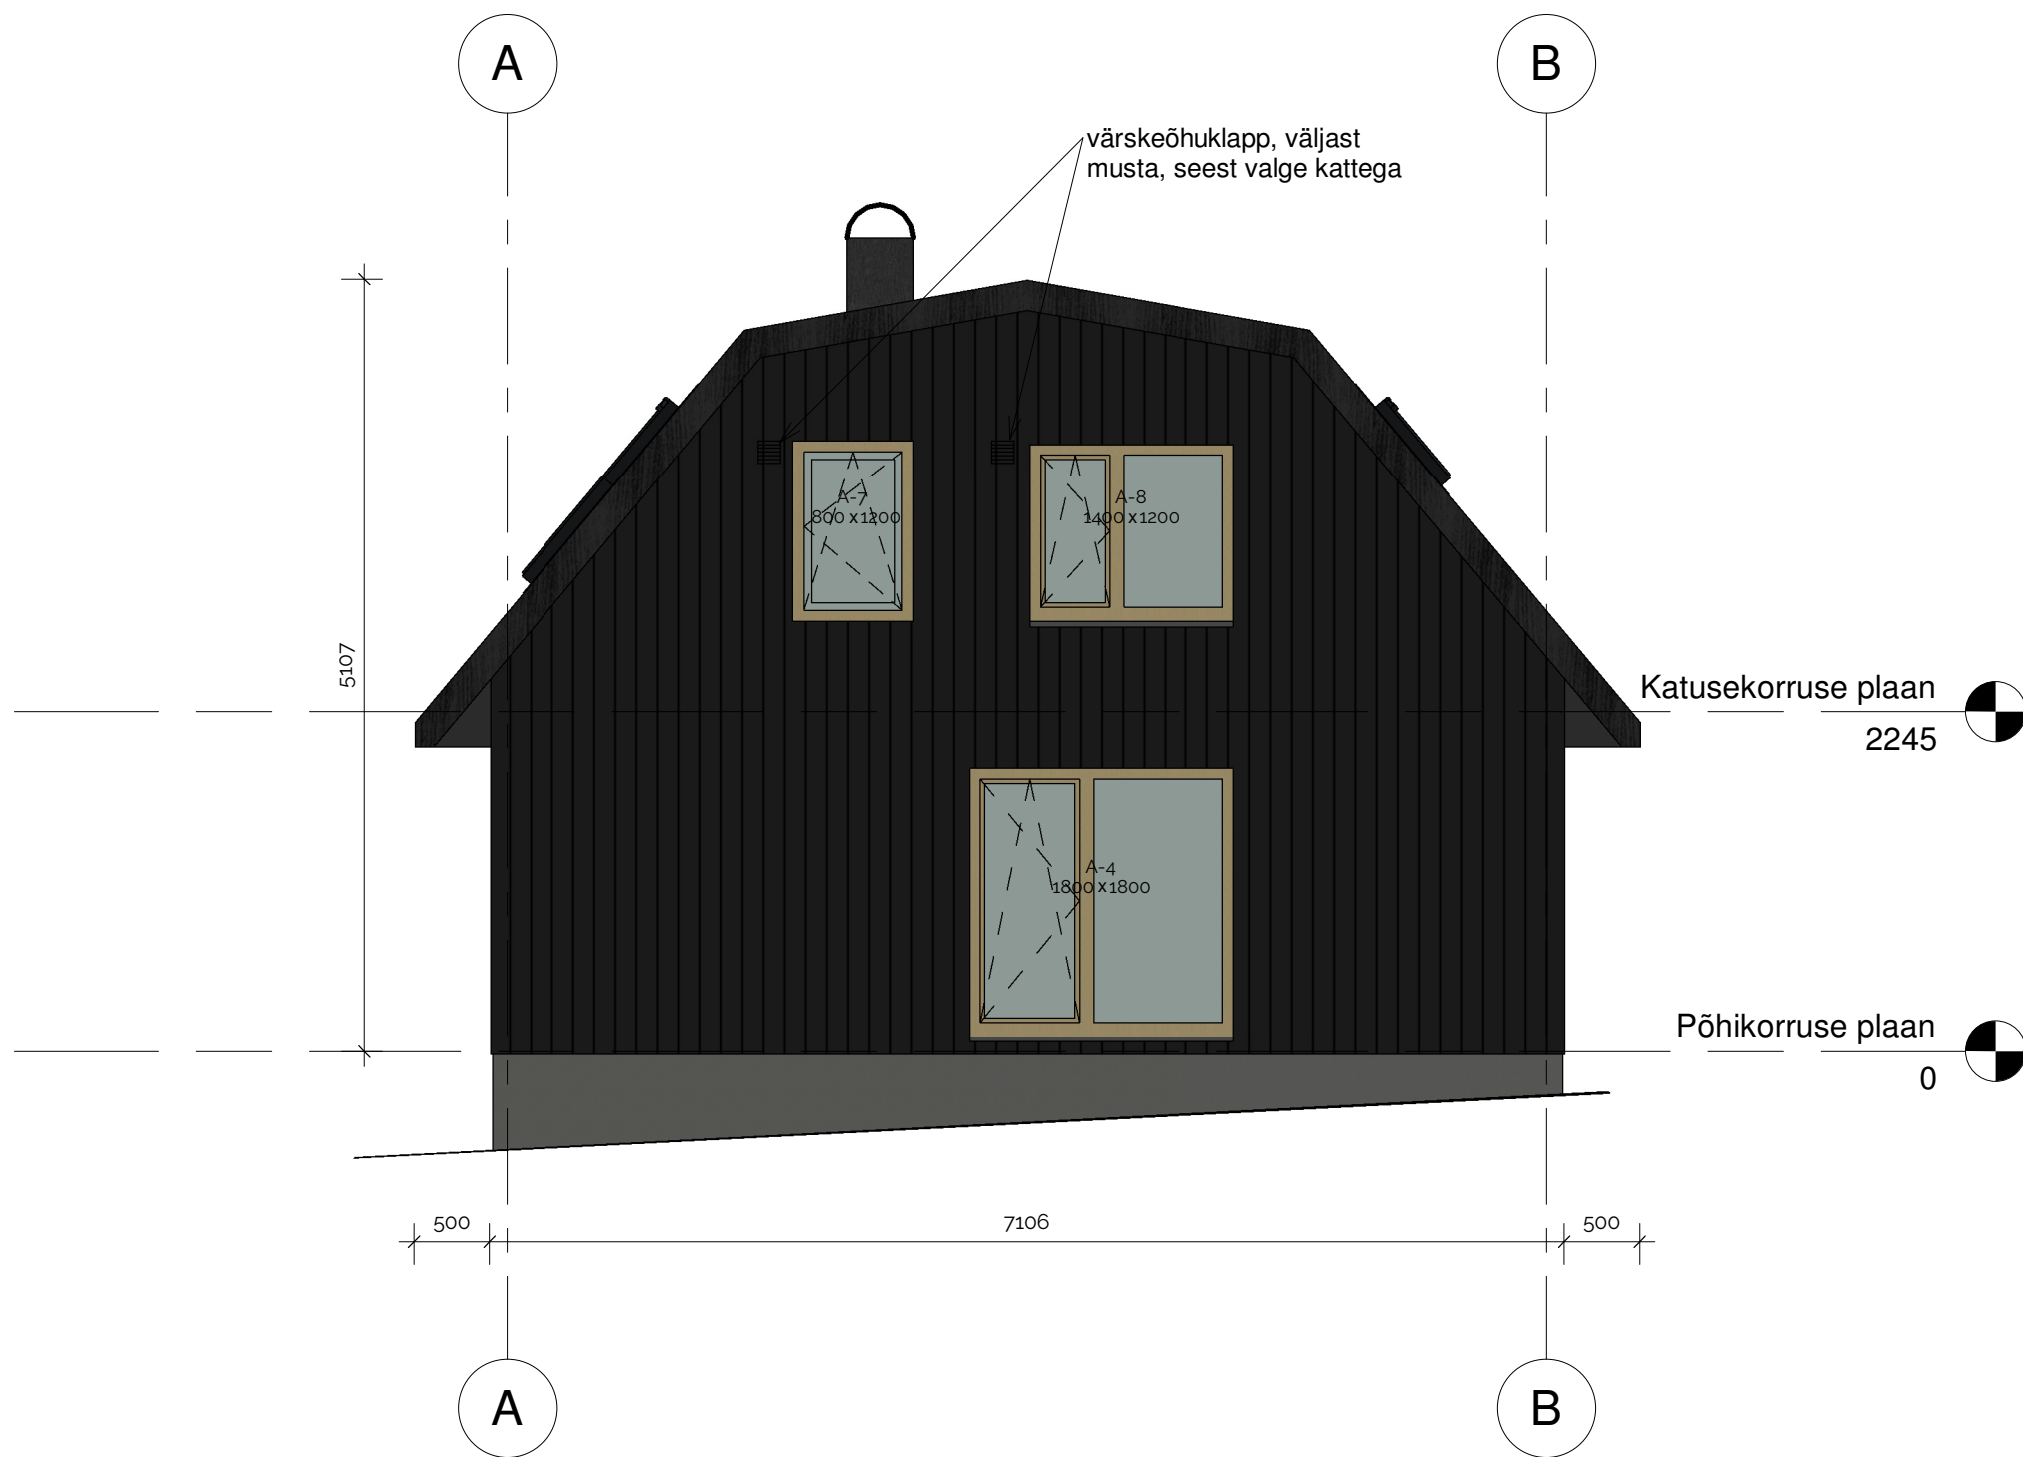 A
B
värskeõhuklapp, väljast
musta, seest valge kattega
A-7
800 x1200
A-8
1400 x1200
5107
Katusekorruse plaan
2245
A-4
1800 x1800
Põhikorruse plaan
0
500
7106
500
A
B